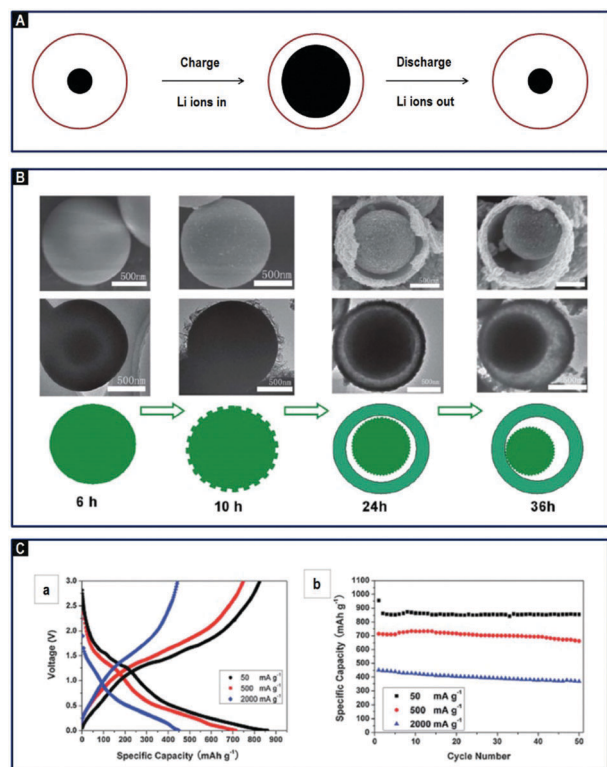 A
Charge
Discharge
Li ions in
Li ions out
B
500nm
500nm
500nm
500nm
500nm
500nm
6 h
10 h
24h
36h
C
a
3.0
2.5
2.0
1.5
1.0
0.5
0.0
Voltage (V)
50 mA g⁻¹
500 mA g⁻¹
2000 mA g⁻¹
0 100 200 300 400 500 600 700 800 900
Specific Capacity (mAh g⁻¹)
b
1100
1000
900
800
700
600
500
400
300
200
100
0
Specific Capacity (mAh g⁻¹)
50 mA g⁻¹
500 mA g⁻¹
2000 mA g⁻¹
0 10 20 30 40 50
Cycle Number